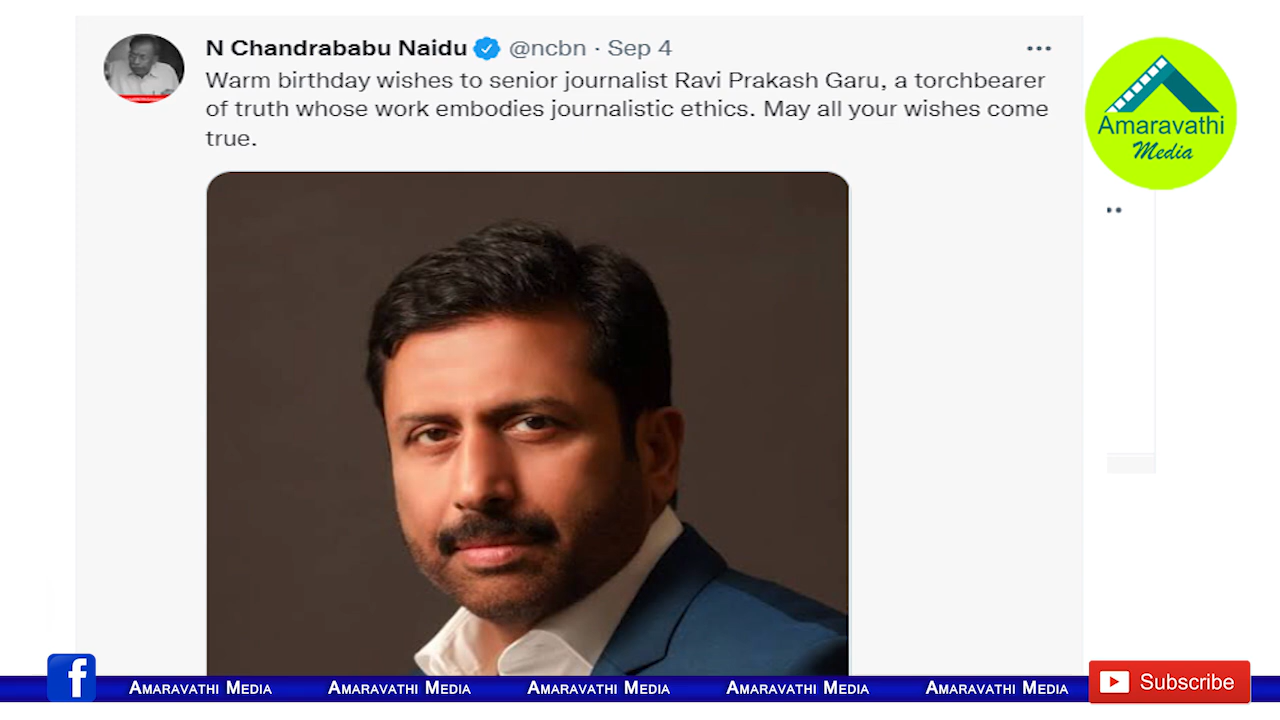 N Chandrababu Naidu @ncbn · Sep 4
Warm birthday wishes to senior journalist Ravi Prakash Garu, a torchbearer
of truth whose work embodies journalistic ethics. May all your wishes come
true.
Amaravathi
Media
f Amaravathi Media Amaravathi Media Amaravathi Media Amaravathi Media Amaravathi Media Subscribe